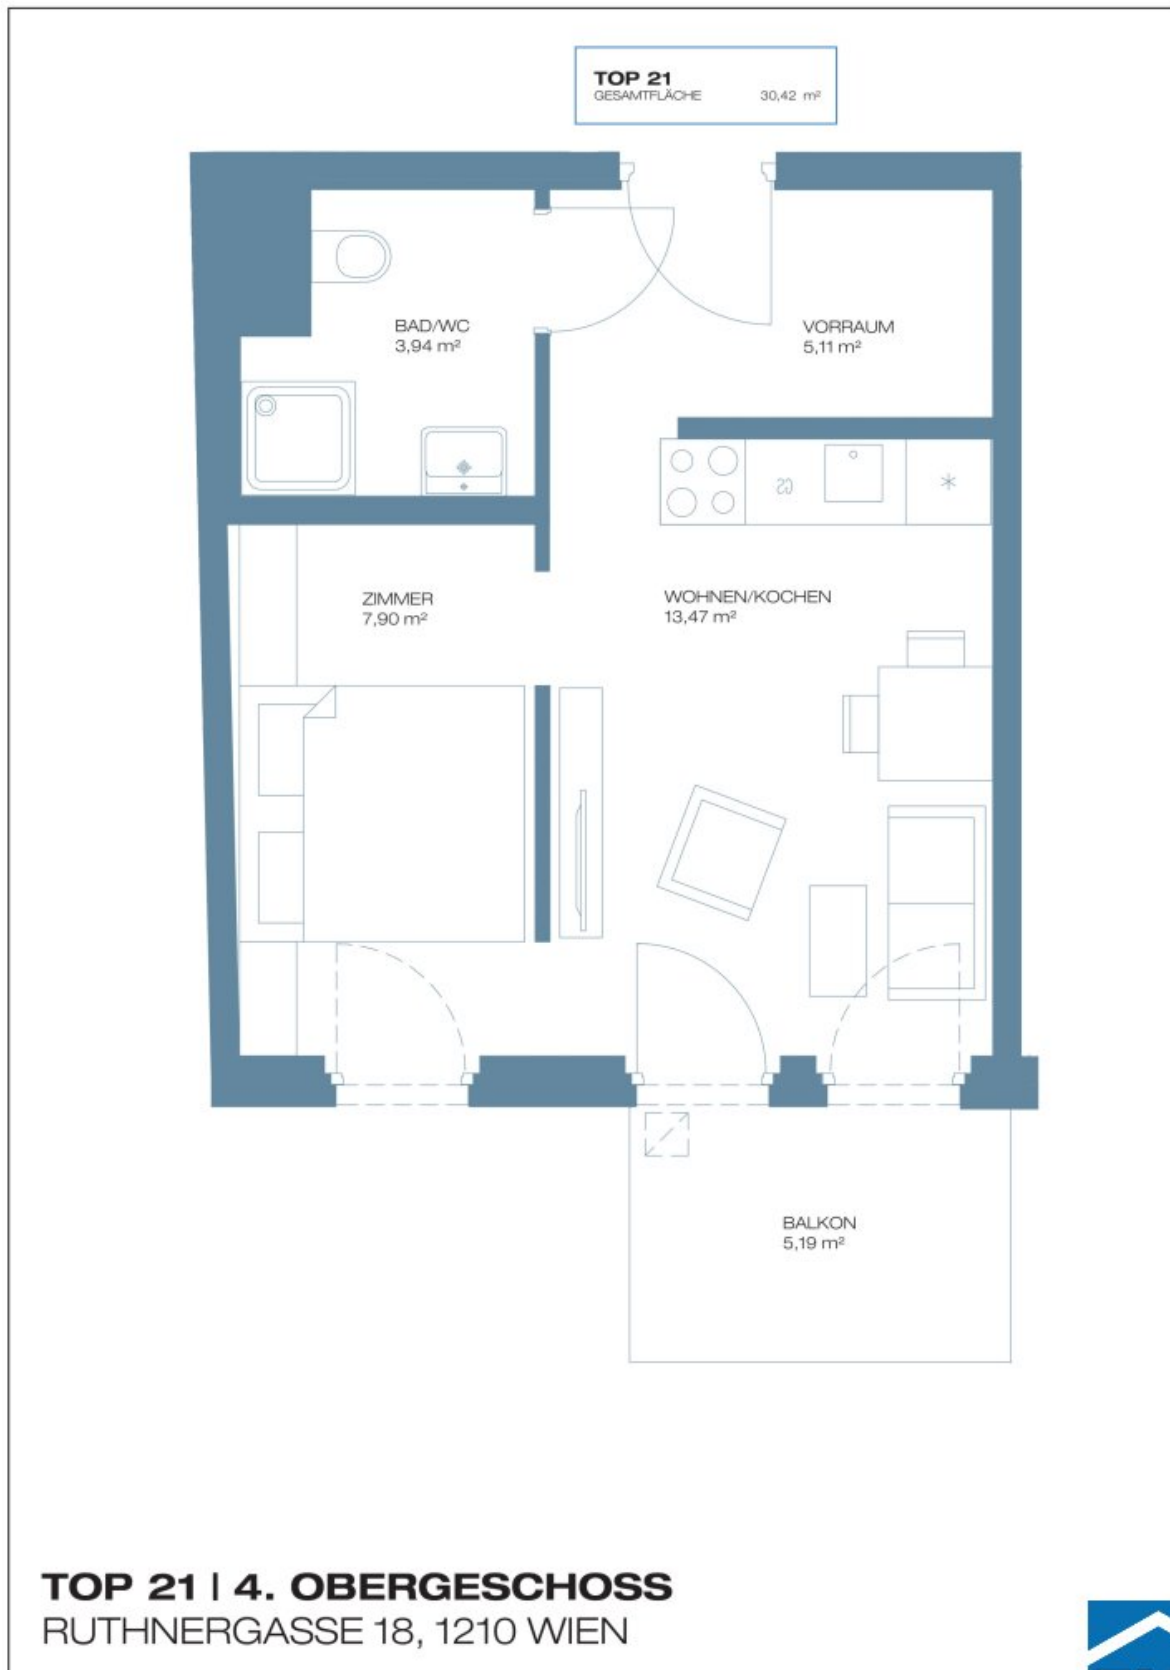 TOP 21
GESAMTFLÄCHE 30,42 m²
BAD/WC
3,94 m²
VORRAUM
5,11 m²
GS
ZIMMER
7,90 m²
WOHNEN/KOCHEN
13,47 m²
BALKON
5,19 m²
TOP 21 | 4. OBERGESCHOSS
RUTHNERGASSE 18, 1210 WIEN